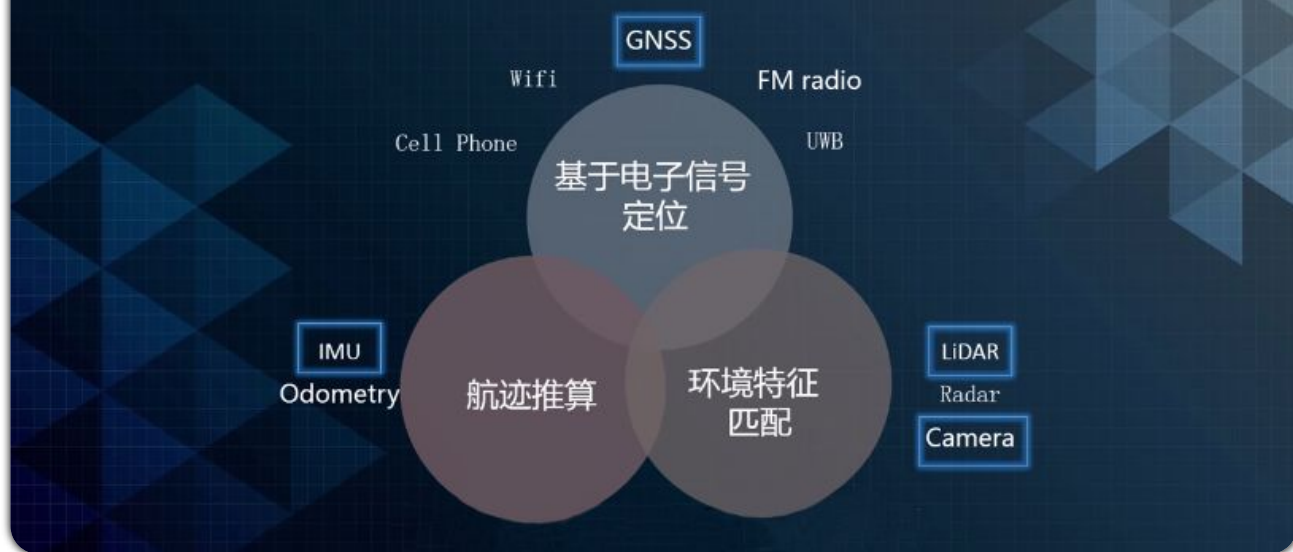 GNSS
Wifi
FM radio
Cell Phone
UWB
基于电子信号
定位
IMU
Odometry
航迹推算
环境特征
匹配
LiDAR
Radar
Camera